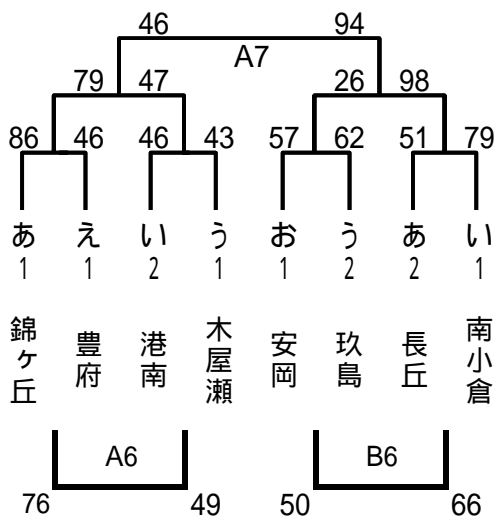 46 94
A7
79 47 26 98
86 46 46 43 57 62 51 79
あ え い う お う あ い
1 1 2 1 1 2 2 1
錦ヶ丘 豊府 港南 木屋瀬 安岡 玖島 長丘 南小倉
A6 B6
76 49 50 66